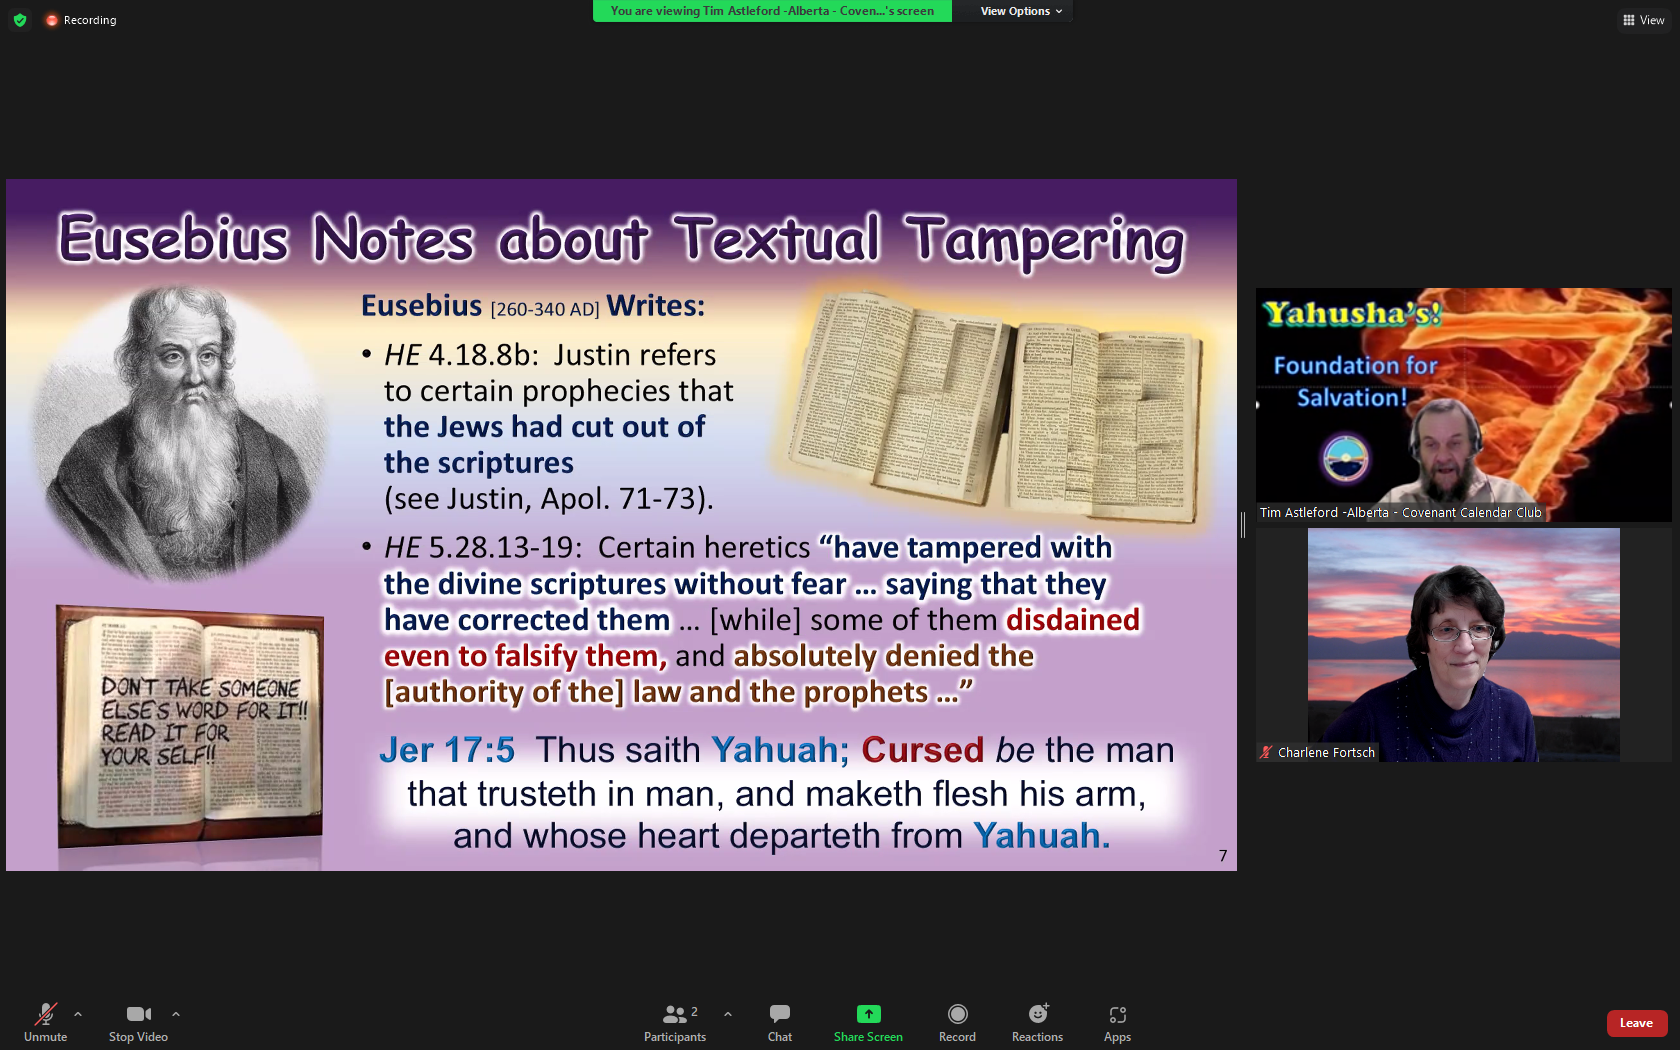 Recording
You are viewing Tim Astleford -Alberta - Coven...'s screen
View Options
View
Eusebius Notes about Textual Tampering
Eusebius [260-340 AD] Writes:
• HE 4.18.8b: Justin refers
to certain prophecies that
the Jews had cut out of
the scriptures
(see Justin, Apol. 71-73).
• HE 5.28.13-19: Certain heretics “have tampered with
the divine scriptures without fear ... saying that they
have corrected them ... [while] some of them disdained
even to falsify them, and absolutely denied the
[authority of the] law and the prophets ...”
DON'T TAKE SOMEONE
ELSE'S WORD FOR IT!!
READ IT FOR
YOUR SELF!!
Jer 17:5 Thus saith Yahuah; Cursed be the man
that trusteth in man, and maketh flesh his arm,
and whose heart departeth from Yahuah.
7
Yahusha's!
Foundation for
Salvation!
Tim Astleford -Alberta - Covenant Calendar Club
Charlene Fortsch
Unmute
Stop Video
Participants
2
Chat
Share Screen
Record
Reactions
Apps
Leave